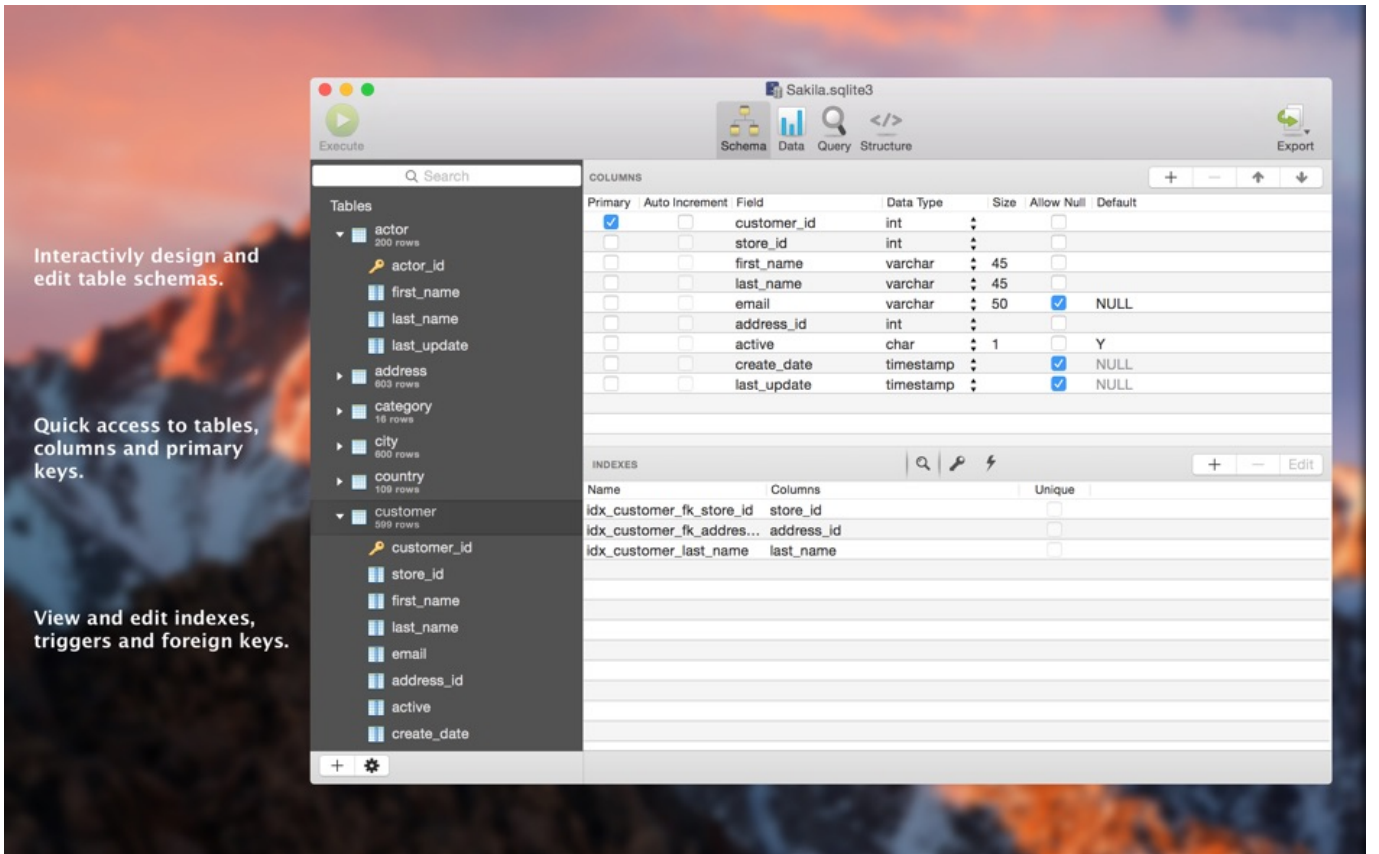 Sakila.sqlite3
Execute
Schema Data Query </> Structure
Export
Search
Tables
actor
200 rows
actor_id
first_name
last_name
last_update
address
603 rows
category
16 rows
city
600 rows
country
109 rows
customer
599 rows
customer_id
store_id
first_name
last_name
email
address_id
active
create_date
COLUMNS
Primary Auto Increment Field Data Type Size Allow Null Default
customer_id int
store_id int
first_name varchar 45
last_name varchar 45
email varchar 50 NULL
address_id int
active char 1 Y
create_date timestamp NULL
last_update timestamp NULL
INDEXES
Edit
Name Columns Unique
idx_customer_fk_store_id store_id
idx_customer_fk_addres... address_id
idx_customer_last_name last_name
Interactivly design and
edit table schemas.
Quick access to tables,
columns and primary
keys.
View and edit indexes,
triggers and foreign keys.